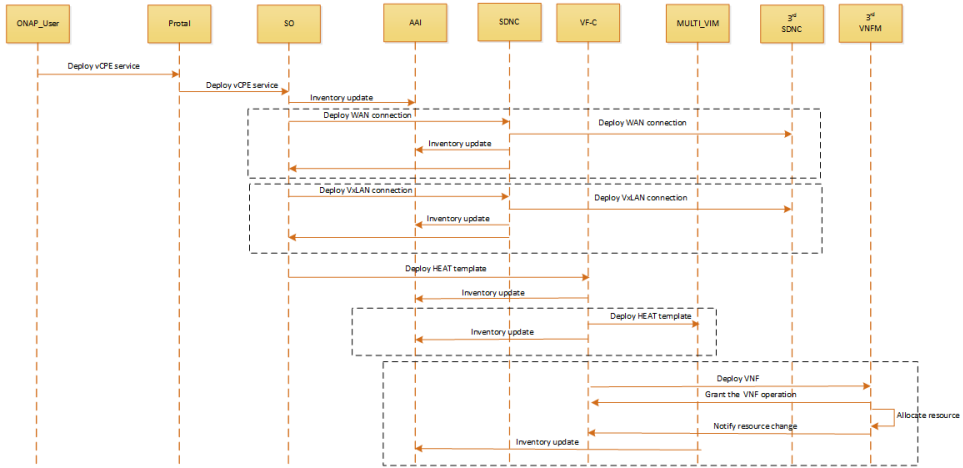 ONAP_User
Protal
SO
AAI
SDNC
VF-C
MULTI_VIM
3rd
SDNC
3rd
VNFM
Deploy vCPE service
Deploy vCPE service
Inventory update
Deploy WAN connection
Deploy WAN connection
Inventory update
Deploy VxLAN connection
Deploy VxLAN connection
Inventory update
Deploy HEAT template
Inventory update
Deploy HEAT template
Inventory update
Deploy VNF
Grant the VNF operation
Allocate resource
Notify resource change
Inventory update